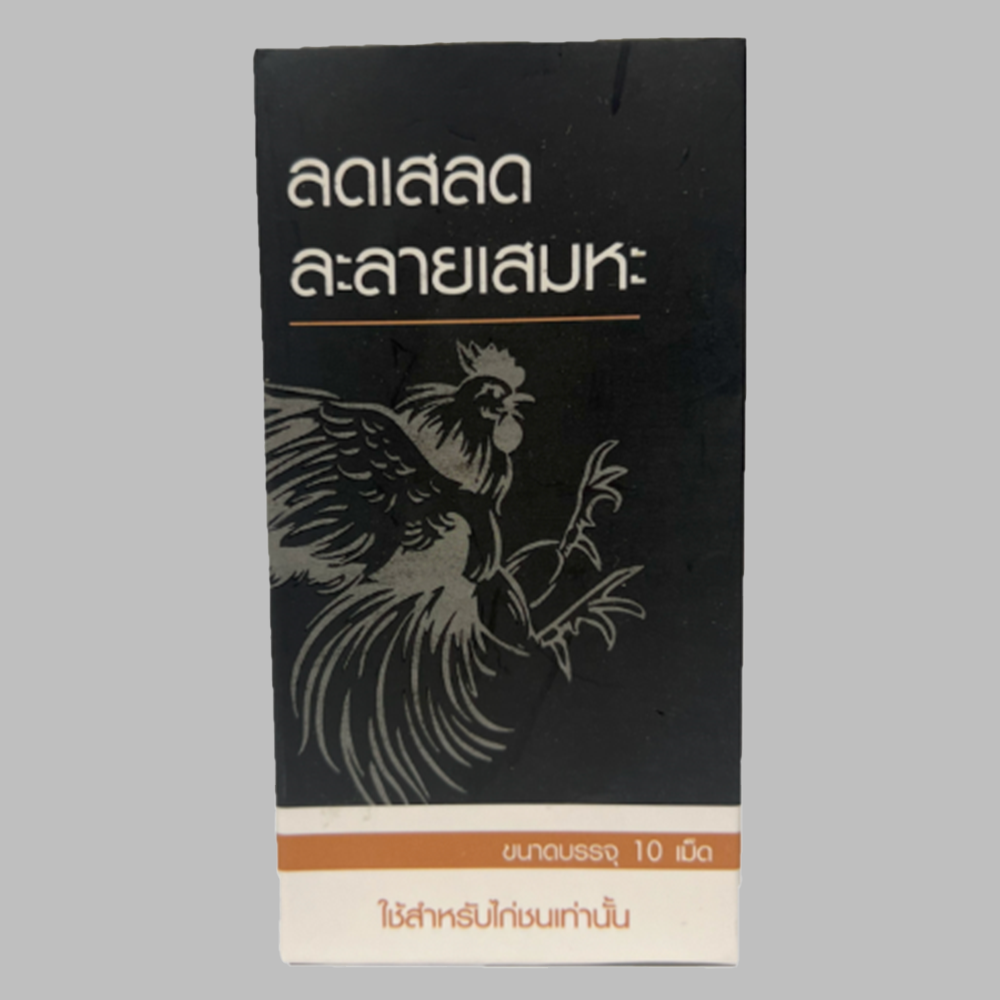 ลดเสลด
ละลายเสมหะ
ขนาดบรรจุ 10 เม็ด
ใช้สำหรับไก่ชนเท่านั้น